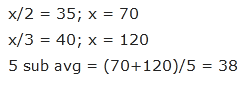 x/2 = 35; x = 70
x/3 = 40; x = 120
5 sub avg = (70+120)/5 = 38